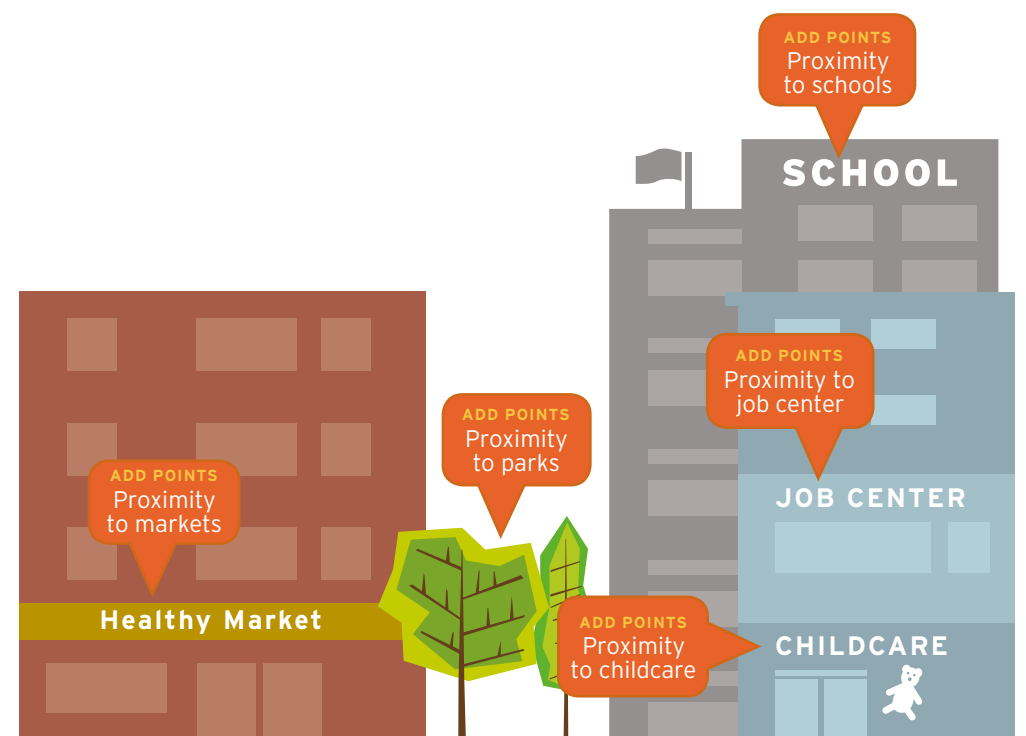 ADD POINTS
Proximity
to schools
SCHOOL
ADD POINTS
Proximity to
job center
JOB CENTER
ADD POINTS
Proximity
to parks
ADD POINTS
Proximity
to markets
Healthy Market
ADD POINTS
Proximity
to childcare
CHILDCARE